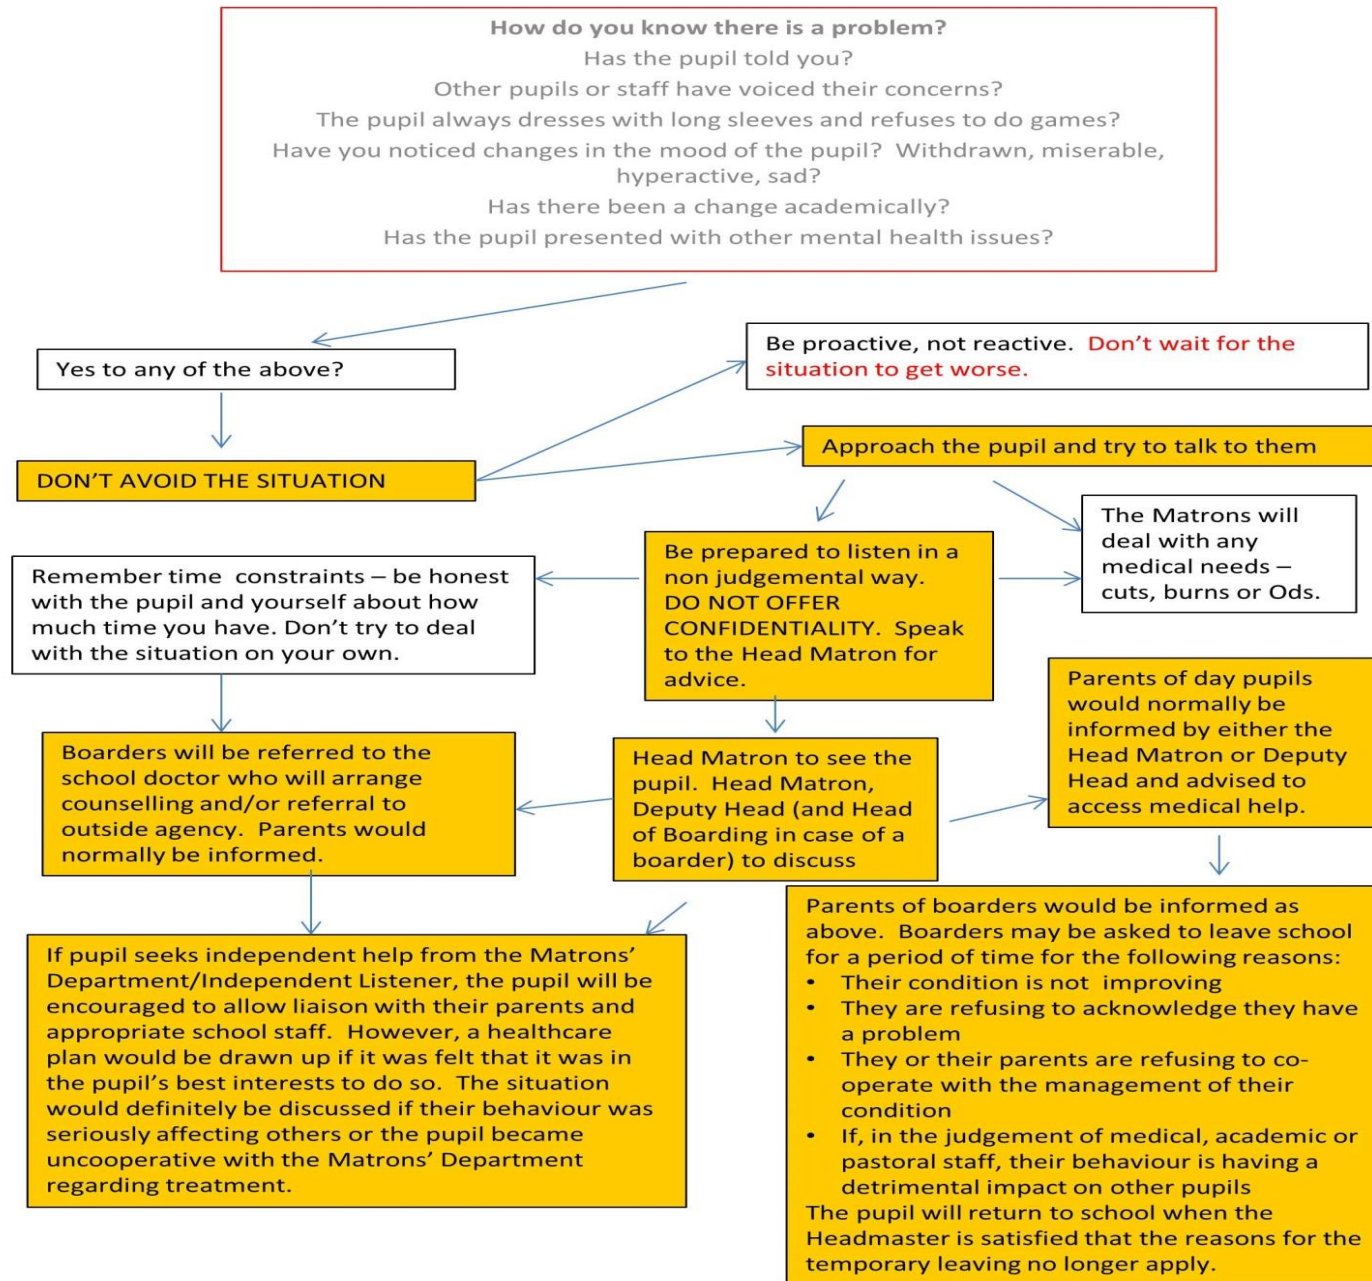 How do you know there is a problem?
Has the pupil told you?
Other pupils or staff have voiced their concerns?
The pupil always dresses with long sleeves and refuses to do games?
Have you noticed changes in the mood of the pupil?  Withdrawn, miserable,
hyperactive, sad?
Has there been a change academically?
Has the pupil presented with other mental health issues?
Yes to any of the above?
Be proactive, not reactive.  Don’t wait for the
situation to get worse.
DON’T AVOID THE SITUATION
Approach the pupil and try to talk to them
Remember time  constraints – be honest
with the pupil and yourself about how
much time you have. Don’t try to deal
with the situation on your own.
Be prepared to listen in a
non judgemental way.
DO NOT OFFER
CONFIDENTIALITY.  Speak
to the Head Matron for
advice.
The Matrons will
deal with any
medical needs –
cuts, burns or Ods.
Boarders will be referred to the
school doctor who will arrange
counselling and/or referral to
outside agency.  Parents would
normally be informed.
Head Matron to see the
pupil.  Head Matron,
Deputy Head (and Head
of Boarding in case of a
boarder) to discuss
Parents of day pupils
would normally be
informed by either the
Head Matron or Deputy
Head and advised to
access medical help.
If pupil seeks independent help from the Matrons’
Department/Independent Listener, the pupil will be
encouraged to allow liaison with their parents and
appropriate school staff.  However, a healthcare
plan would be drawn up if it was felt that it was in
the pupil’s best interests to do so.  The situation
would definitely be discussed if their behaviour was
seriously affecting others or the pupil became
uncooperative with the Matrons’ Department
regarding treatment.
Parents of boarders would be informed as
above.  Boarders may be asked to leave school
for a period of time for the following reasons:
• Their condition is not  improving
• They are refusing to acknowledge they have
a problem
• They or their parents are refusing to co-
operate with the management of their
condition
• If, in the judgement of medical, academic or
pastoral staff, their behaviour is having a
detrimental impact on other pupils
The pupil will return to school when the
Headmaster is satisfied that the reasons for the
temporary leaving no longer apply.